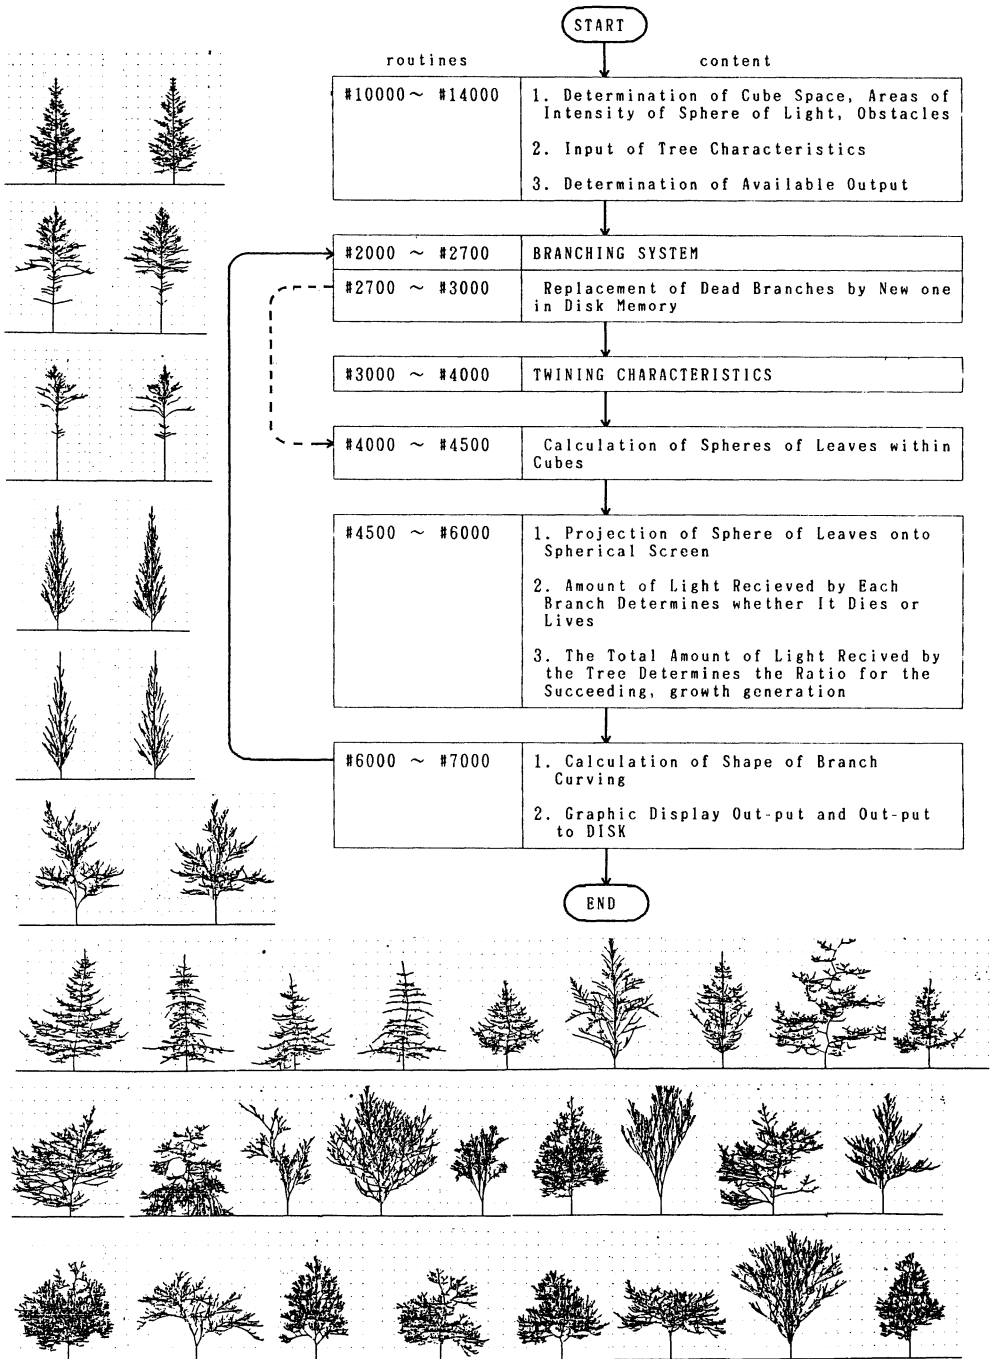 START
routines content
#10000~ #14000
1. Determination of Cube Space, Areas of
Intensity of Sphere of Light, Obstacles
2. Input of Tree Characteristics
3. Determination of Available Output
#2000 ~ #2700
BRANCHING SYSTEM
#2700 ~ #3000
Replacement of Dead Branches by New one
in Disk Memory
#3000 ~ #4000
TWINING CHARACTERISTICS
#4000 ~ #4500
Calculation of Spheres of Leaves within
Cubes
#4500 ~ #6000
1. Projection of Sphere of Leaves onto
Spherical Screen
2. Amount of Light Recieved by Each
Branch Determines whether It Dies or
Lives
3. The Total Amount of Light Recived by
the Tree Determines the Ratio for the
Succeeding, growth generation
#6000 ~ #7000
1. Calculation of Shape of Branch
Curving
2. Graphic Display Out-put and Out-put
to DISK
END